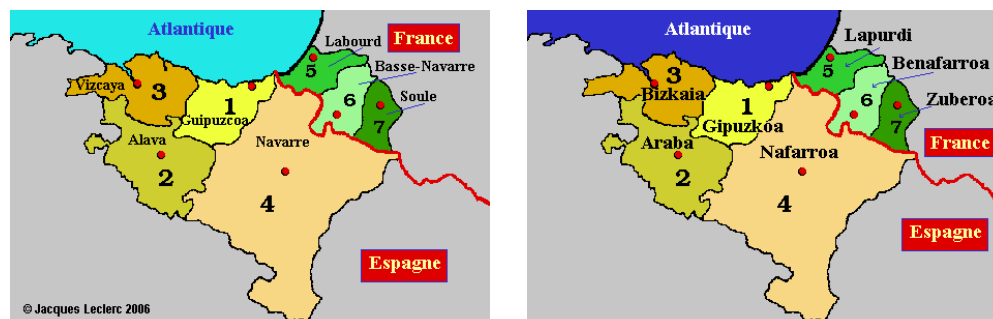 Atlantique
Labourd
France
5
Basse-Navarre
Vizcaya
3
1
6
Soule
Guipuzcoa
7
Alava
Navarre
2
4
Espagne
© Jacques Leclerc 2006
Atlantique
Lapurdi
5
Benafarroa
3
Bizkaia
1
6
Zuberoa
Gipuzkoa
7
Araba
France
Nafarroa
2
4
Espagne